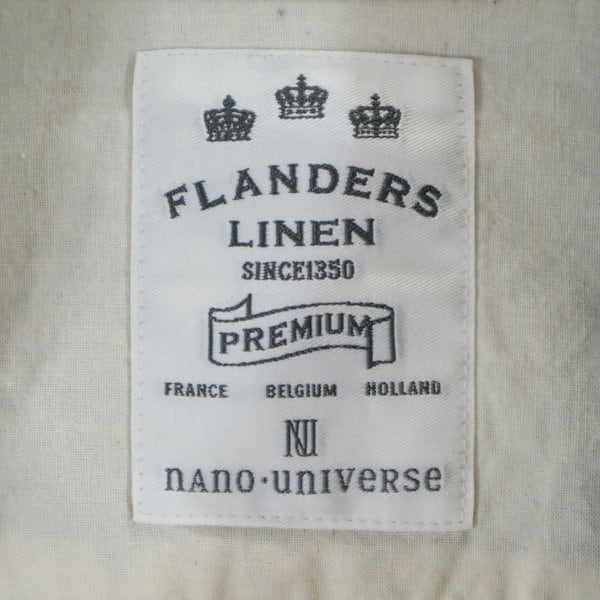 FLANDERS
LINEN
SINCE1350
PREMIUM
FRANCE BELGIUM HOLLAND
NU
nano·universe